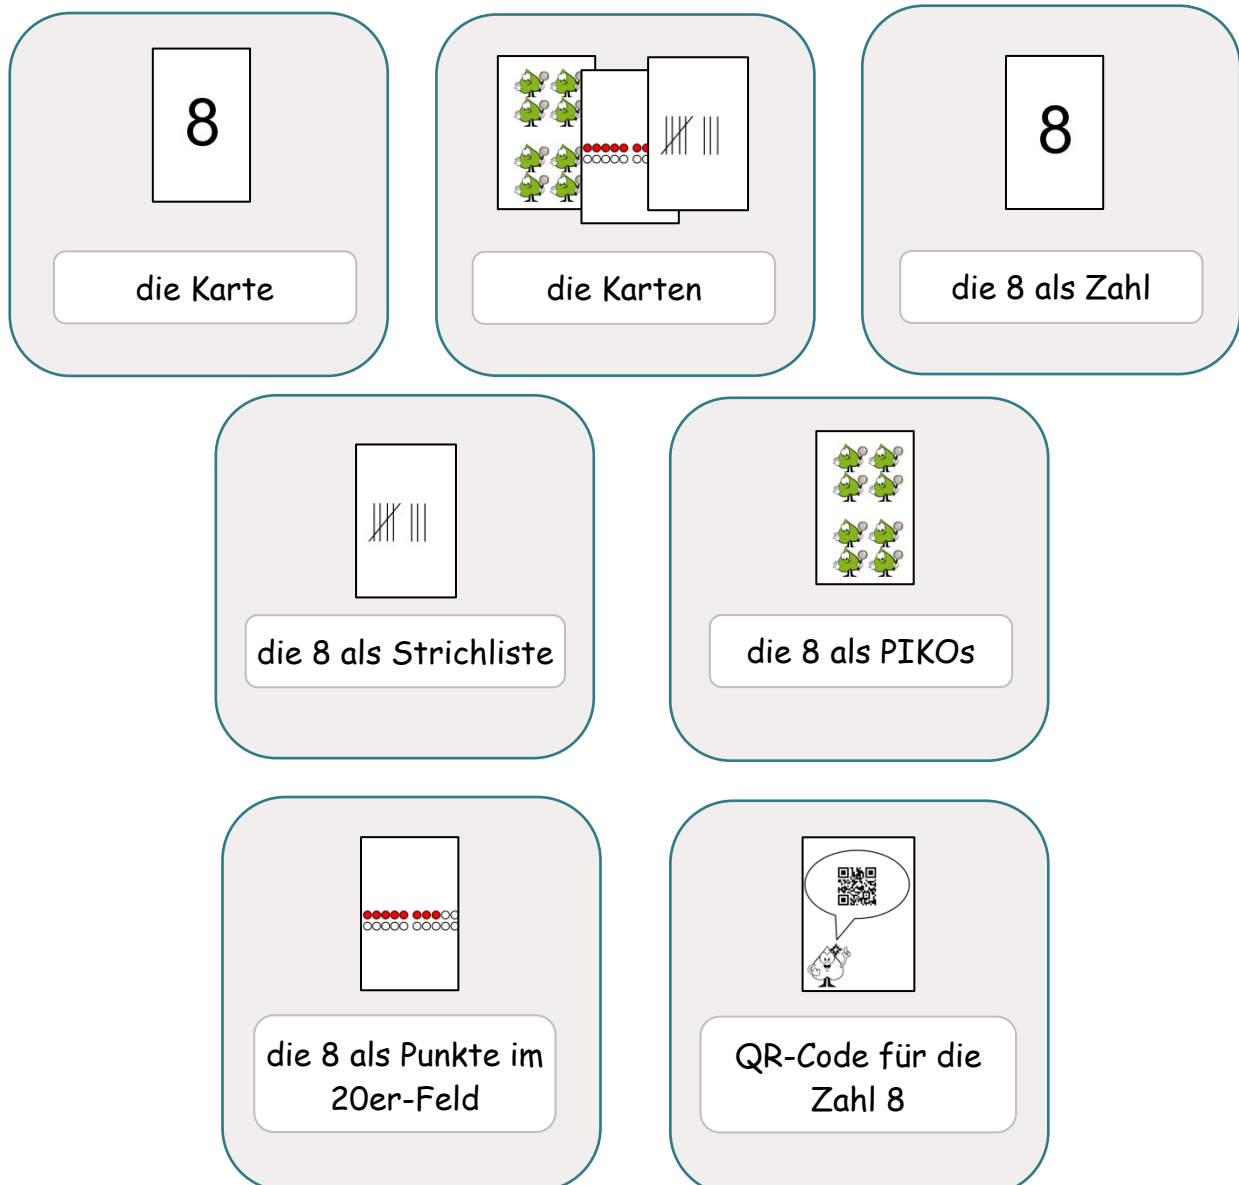 8
die Karte
die Karten
8
die 8 als Zahl
die 8 als Strichliste
die 8 als PIKOs
die 8 als Punkte im
20er-Feld
QR-Code für die
Zahl 8